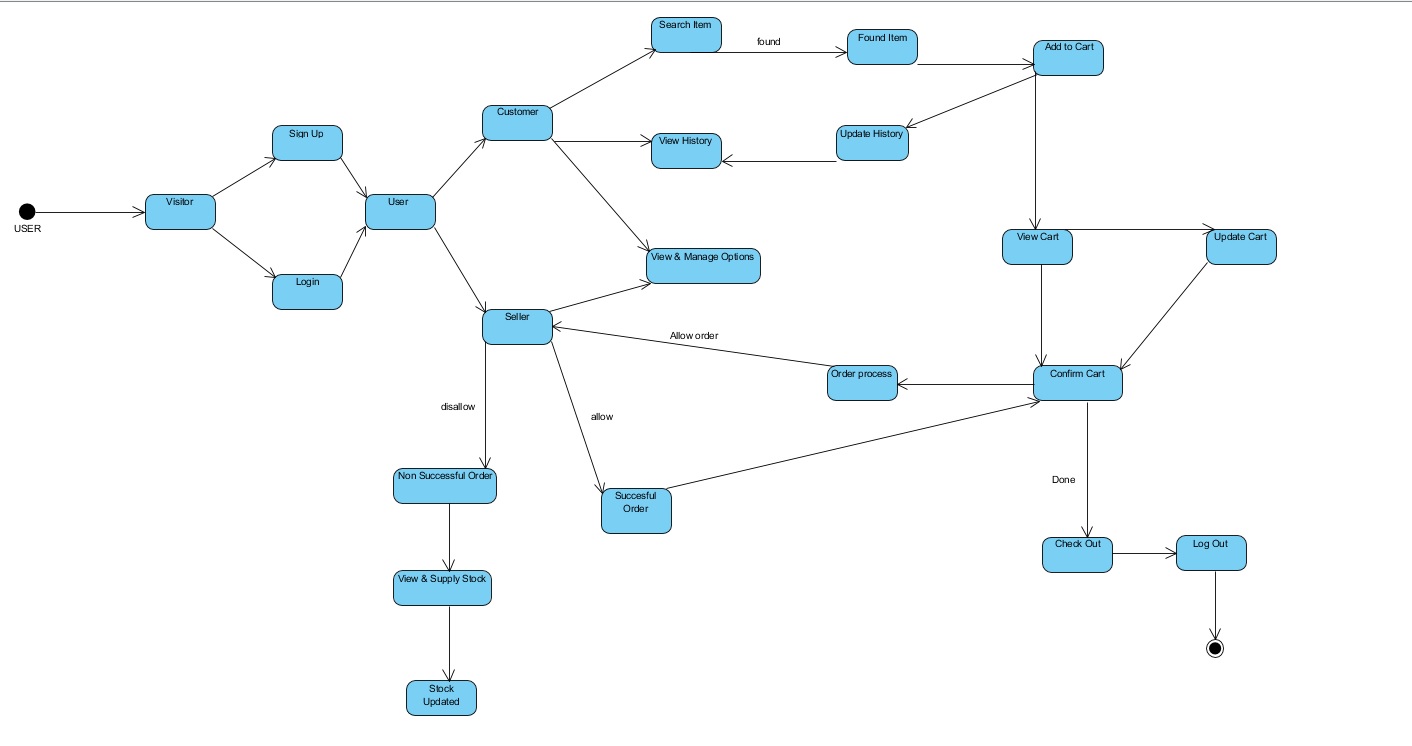 Search Item
found
Found Item
Add to Cart
Customer
Sign Up
View History
Update History
Visitor
User
USER
View Cart
Update Cart
View & Manage Options
Login
Seller
Allow order
Order process
Confirm Cart
disallow
allow
Non Successful Order
Done
Succesful
Order
Check Out
Log Out
View & Supply Stock
Stock
Updated